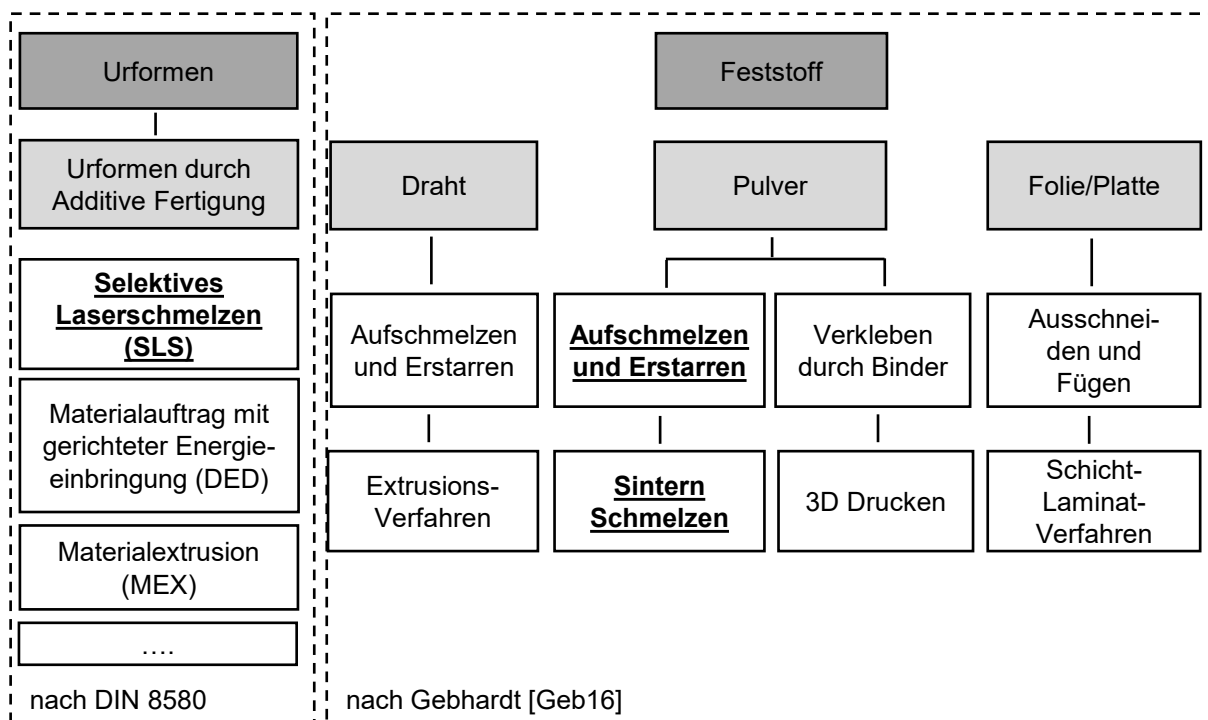 Urformen
Urformen durch
Additive Fertigung
Selektives
Laserschmelzen
(SLS)
Materialauftrag mit
gerichteter Energie-
einbringung (DED)
Materialextrusion
(MEX)
....
nach DIN 8580
Feststoff
Draht
Pulver
Folie/Platte
Aufschmelzen
und Erstarren
Aufschmelzen
und Erstarren
Verkleben
durch Binder
Ausschnei-
den und
Fügen
Extrusions-
Verfahren
Sintern
Schmelzen
3D Drucken
Schicht-
Laminat-
Verfahren
nach Gebhardt [Geb16]